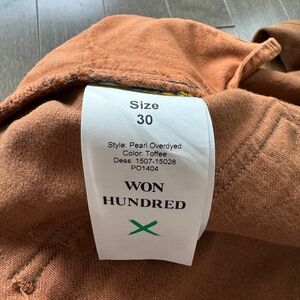 Size
30
Style: Pearl Overdyed
Color: Toffee
Dess: 1507-15026
PO1404
WON
HUNDRED